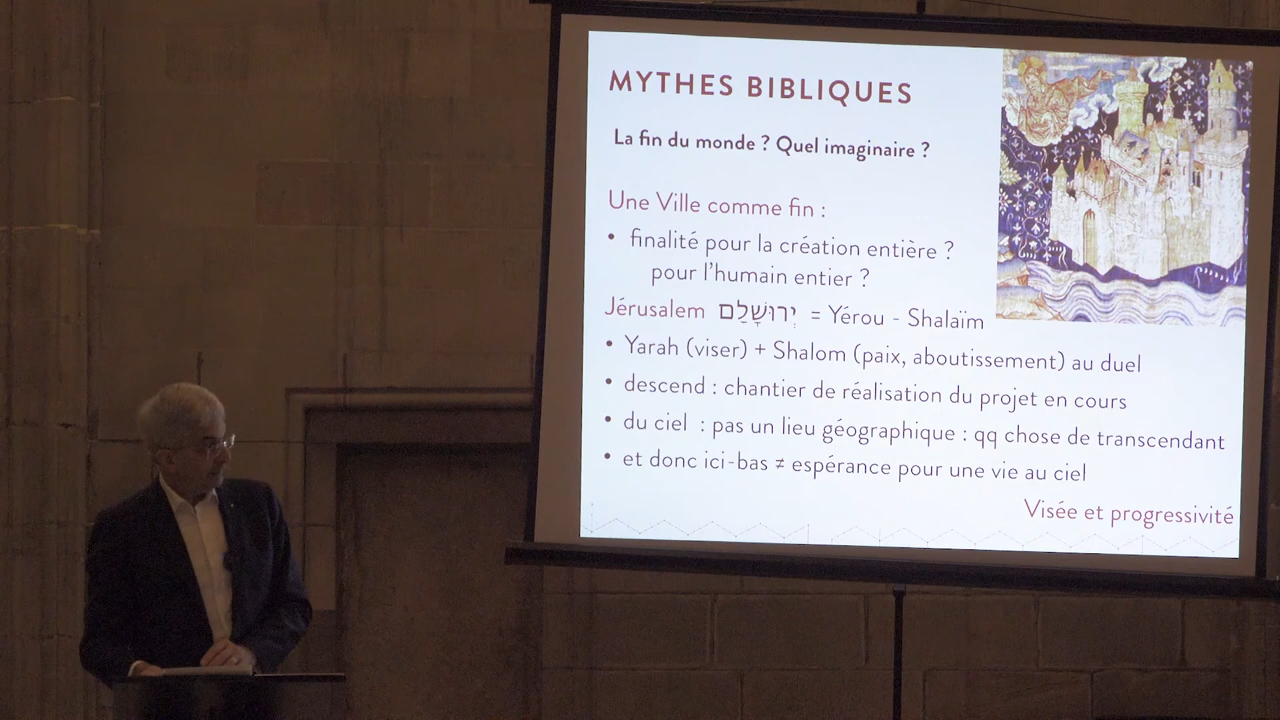 MYTHES BIBLIQUES
La fin du monde ? Quel imaginaire ?
Une Ville comme fin :
• finalité pour la création entière ?
pour l'humain entier ?
Jérusalem יְרוּשָׁלַםִ = Yérou - Shalaïm
• Yarah (viser) + Shalom (paix, aboutissement) au duel
• descend : chantier de réalisation du projet en cours
• du ciel : pas un lieu géographique : qq chose de transcendant
• et donc ici-bas ≠ espérance pour une vie au ciel
Visée et progressivité